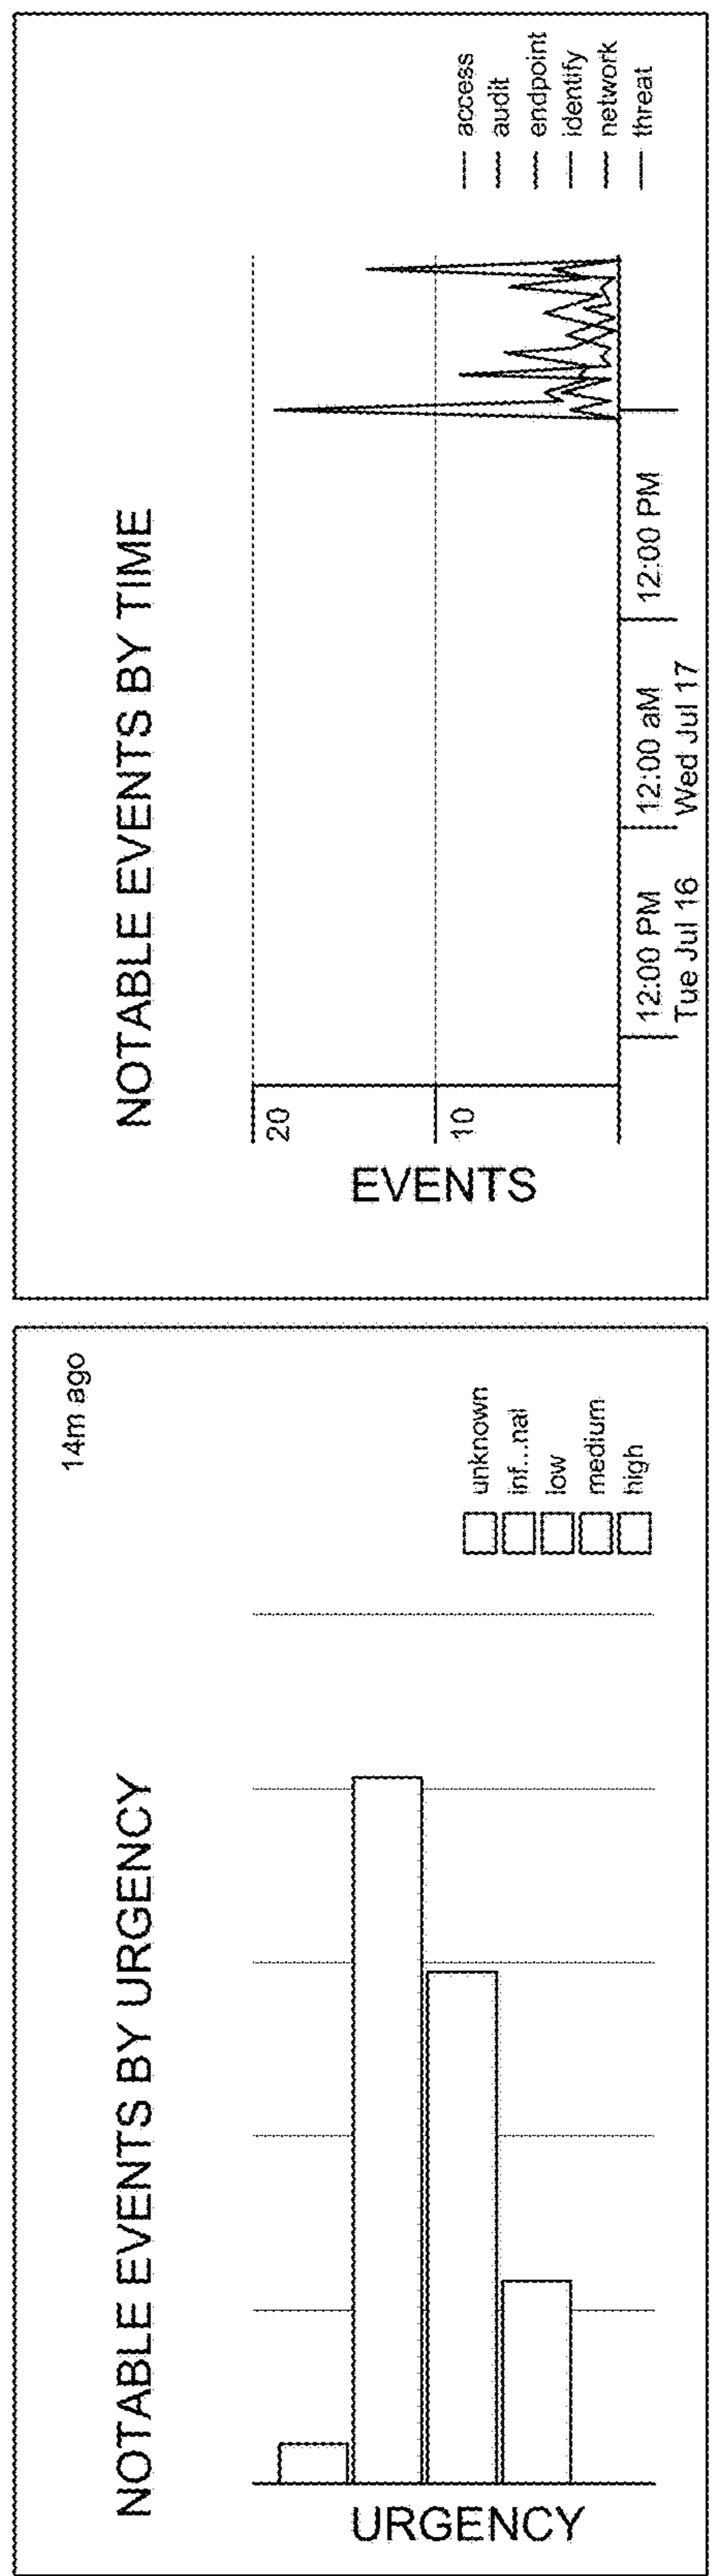 NOTABLE EVENTS BY URGENCY
14m ago
URGENCY
unknown
inf...nal
low
medium
high
NOTABLE EVENTS BY TIME
EVENTS
20
10
12:00 PM
Tue Jul 16
12:00 aM
Wed Jul 17
12:00 PM
access
audit
endpoint
identify
network
threat